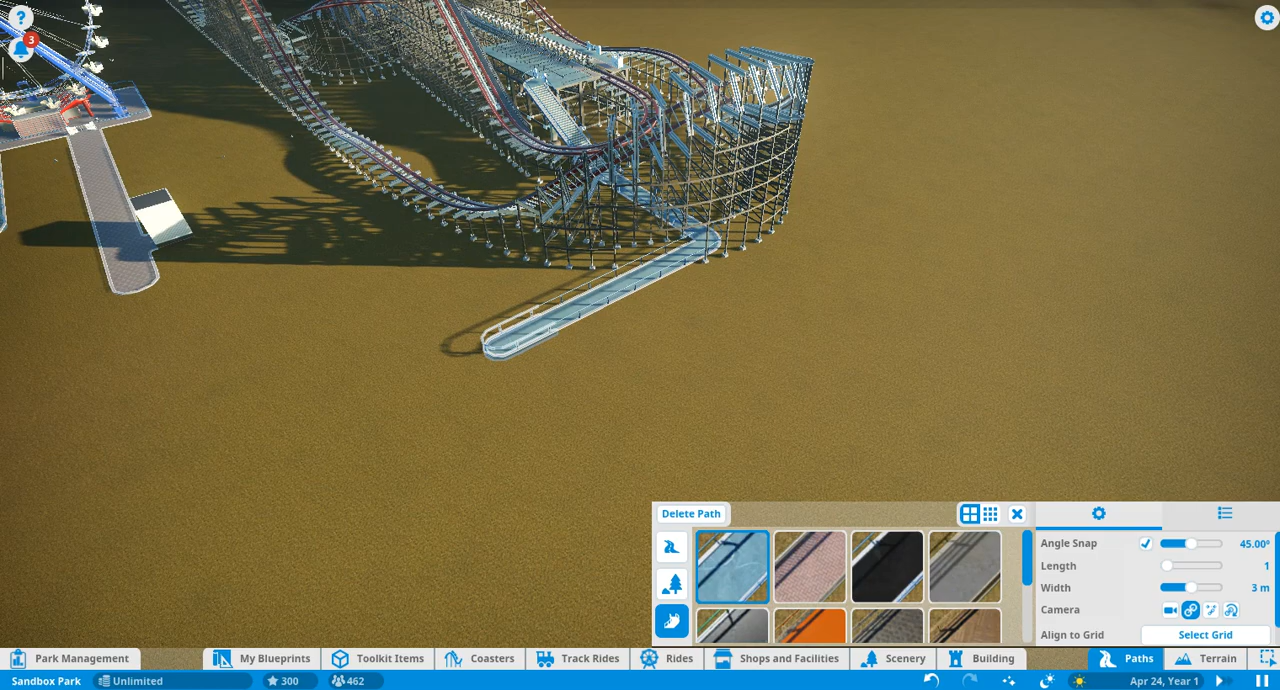 ?
3
Delete Path
Angle Snap 45.00°
Length 1
Width 3 m
Camera
Align to Grid Select Grid
Park Management My Blueprints Toolkit Items Coasters Track Rides Rides Shops and Facilities Scenery Building Paths Terrain
Sandbox Park Unlimited 300 462 Apr 24, Year 1